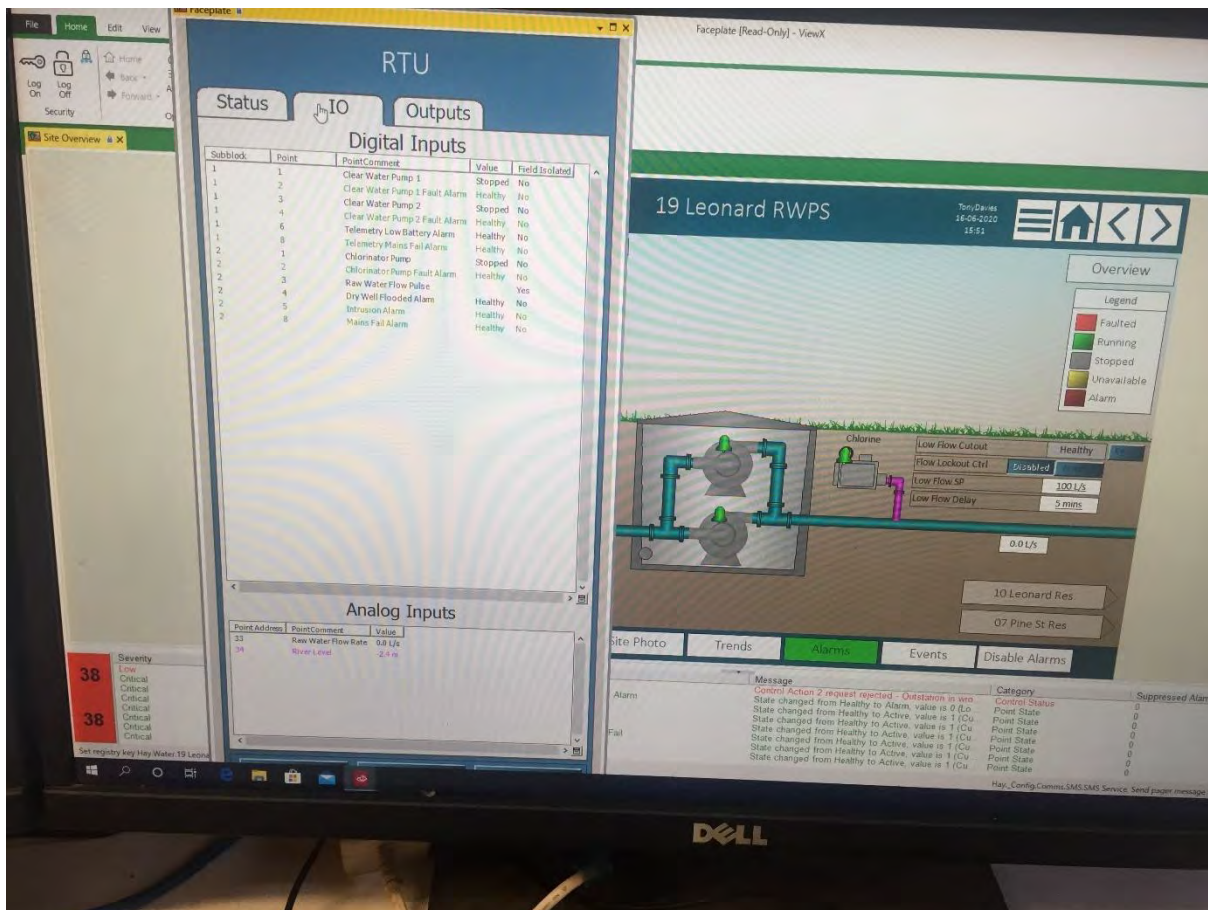 Faceplate
Faceplate [Read-Only] - ViewX
File Home Edit View
Log On
Log Off
Home
Back
Forward
Security
Site Overview
RTU
Status IO Outputs
Digital Inputs
Subblock Point PointComment Value Field Isolated
1 1 Clear Water Pump 1 Stopped No
1 2 Clear Water Pump 1 Fault Alarm Healthy No
1 3 Clear Water Pump 2 Stopped No
1 4 Clear Water Pump 2 Fault Alarm Healthy No
1 6 Telemetry Low Battery Alarm Healthy No
1 8 Telemetry Mains Fail Alarm Healthy No
2 1 Chlorinator Pump Stopped No
2 2 Chlorinator Pump Fault Alarm Healthy No
2 3 Raw Water Flow Pulse Yes
2 4 Dry Well Flooded Alarm Healthy No
2 5 Intrusion Alarm Healthy No
2 8 Mains Fail Alarm Healthy No
Analog Inputs
Point Address PointComment Value
33 Raw Water Flow Rate 0.0 L/s
34 River Level -2.4 m
19 Leonard RWPS
TonyDavies
16-06-2020
15:51
Overview
Legend
Faulted
Running
Stopped
Unavailable
Alarm
Chlorine
Low Flow Cutout Healthy
Flow Lockout Ctrl Disabled
Low Flow SP 100 L/s
Low Flow Delay 5 mins
0.0 L/s
10 Leonard Res
07 Pine St Res
Site Photo Trends Alarms Events Disable Alarms
38
38
Severity
Low
Critical
Critical
Critical
Critical
Critical
Critical
Critical
Alarm
Fail
Message Category Suppressed Alarm
Control Action 2 request rejected - Outstation in wro... Control Status 0
State changed from Healthy to Alarm, value is 0 (Lo... Point State 0
State changed from Healthy to Active, value is 1 (Cu... Point State 0
State changed from Healthy to Active, value is 1 (Cu... Point State 0
State changed from Healthy to Active, value is 1 (Cu... Point State 0
State changed from Healthy to Active, value is 1 (Cu... Point State 0
State changed from Healthy to Active, value is 1 (Cu... Point State 0
Set registry key Hay.Water.19 Leona
Hay._Config.Comms.SMS.SMS Service. Send pager message
DELL